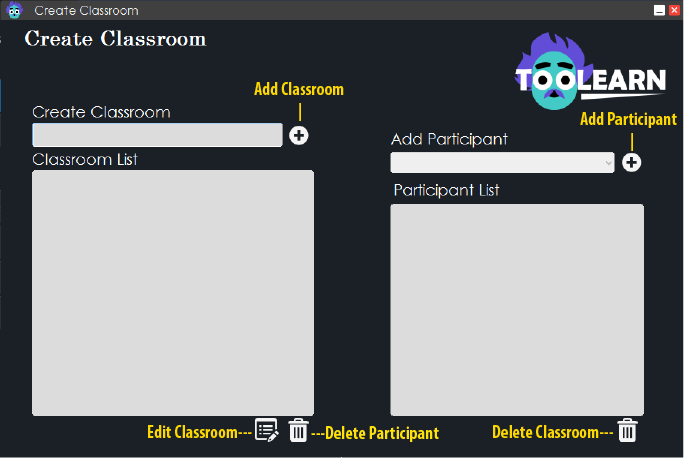 Create Classroom
Create Classroom
TOOLEARN
Add Classroom
Create Classroom
Add Participant
Add Participant
Classroom List
Participant List
Edit Classroom---
---Delete Participant
Delete Classroom---